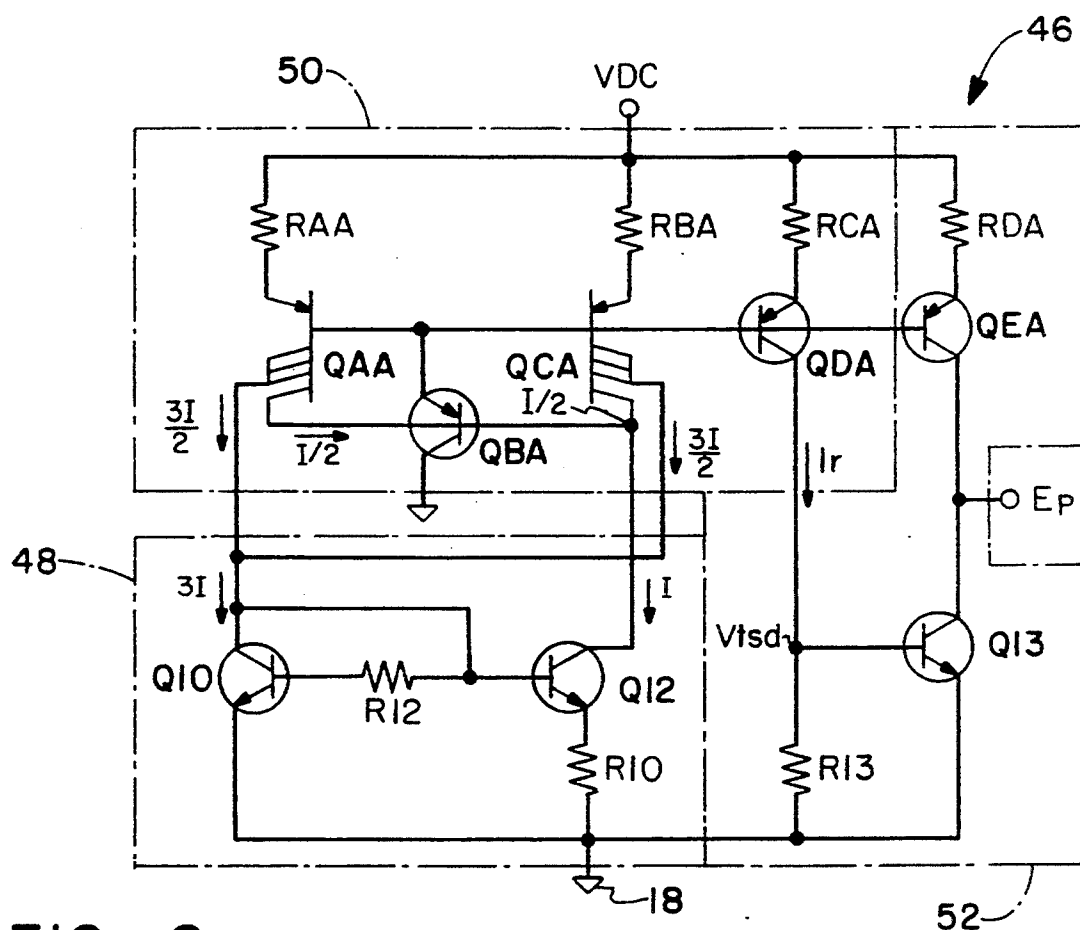 46
50
VDC
RAA
RBA
RCA
RDA
QAA
QCA
QDA
QEA
3I/2
I/2
QBA
I/2
3I/2
Ir
Ep
48
3I
I
Vtsd
Q13
Q10
R12
Q12
R10
R13
18
52